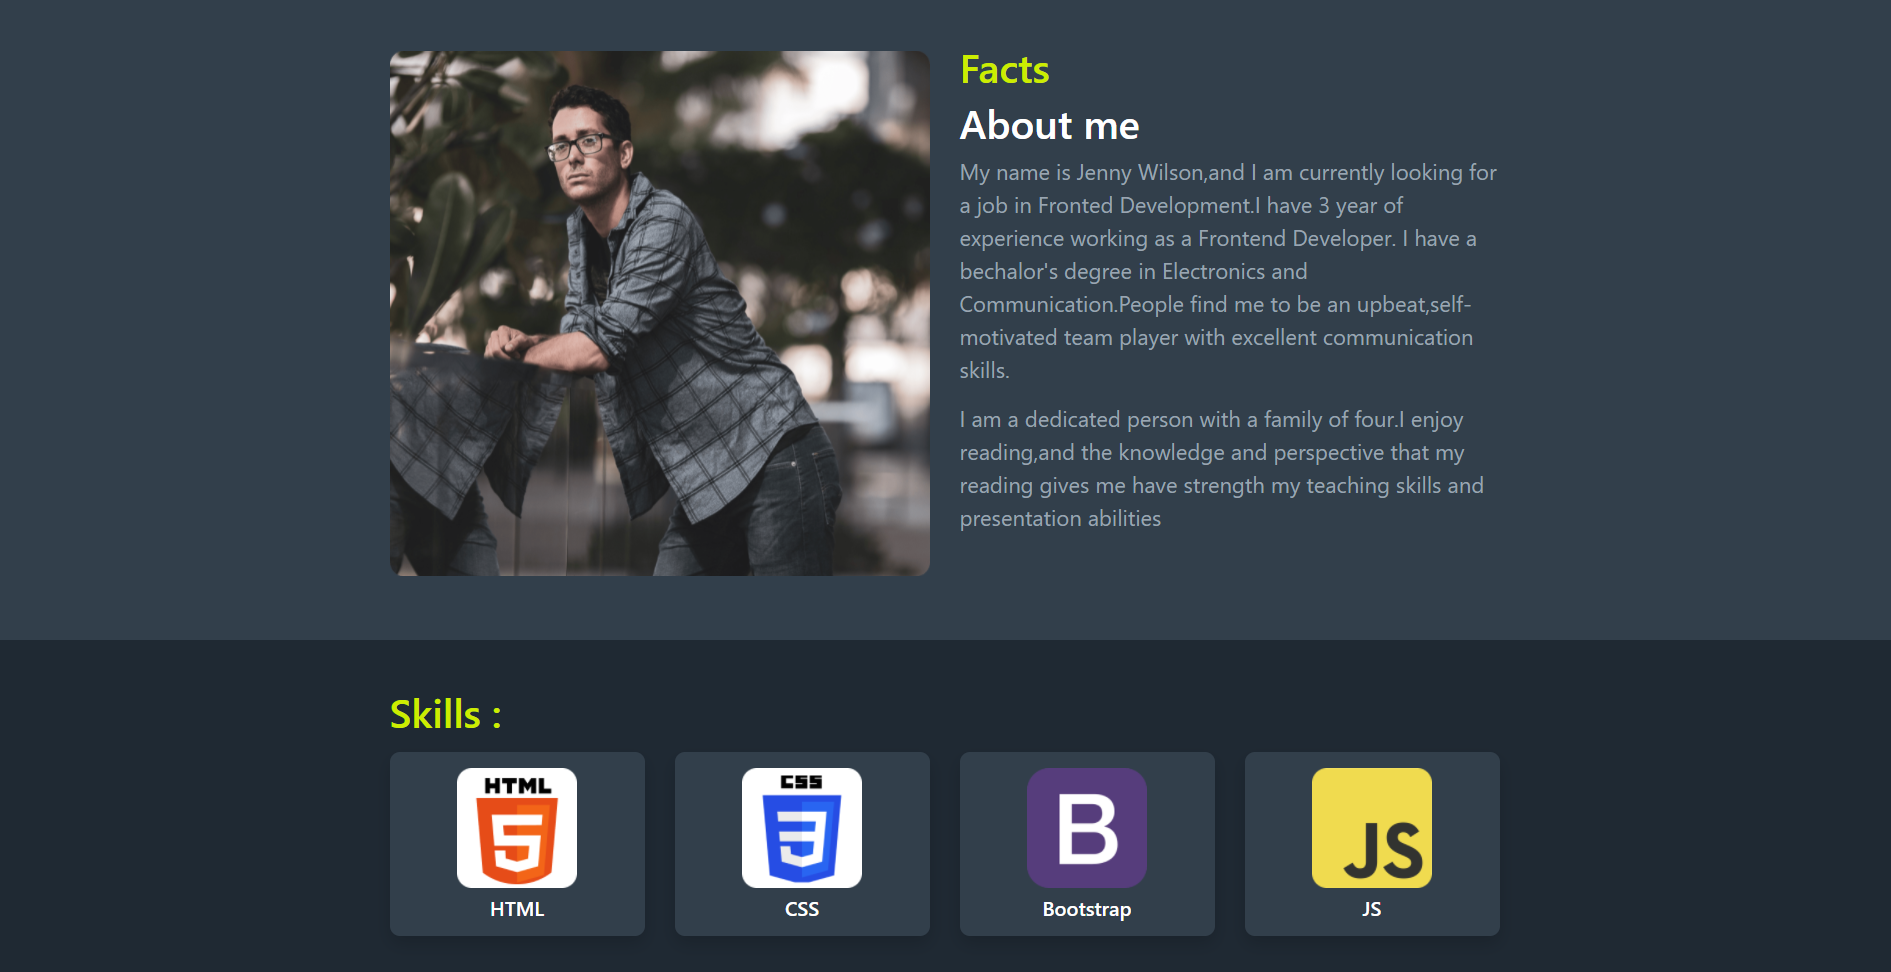 Facts
About me
My name is Jenny Wilson,and I am currently looking for
a job in Fronted Development.I have 3 year of
experience working as a Frontend Developer. I have a
bechalor's degree in Electronics and
Communication.People find me to be an upbeat,self-
motivated team player with excellent communication
skills.
I am a dedicated person with a family of four.I enjoy
reading,and the knowledge and perspective that my
reading gives me have strength my teaching skills and
presentation abilities
Skills :
HTML
5
HTML
CSS
3
CSS
B
Bootstrap
JS
JS